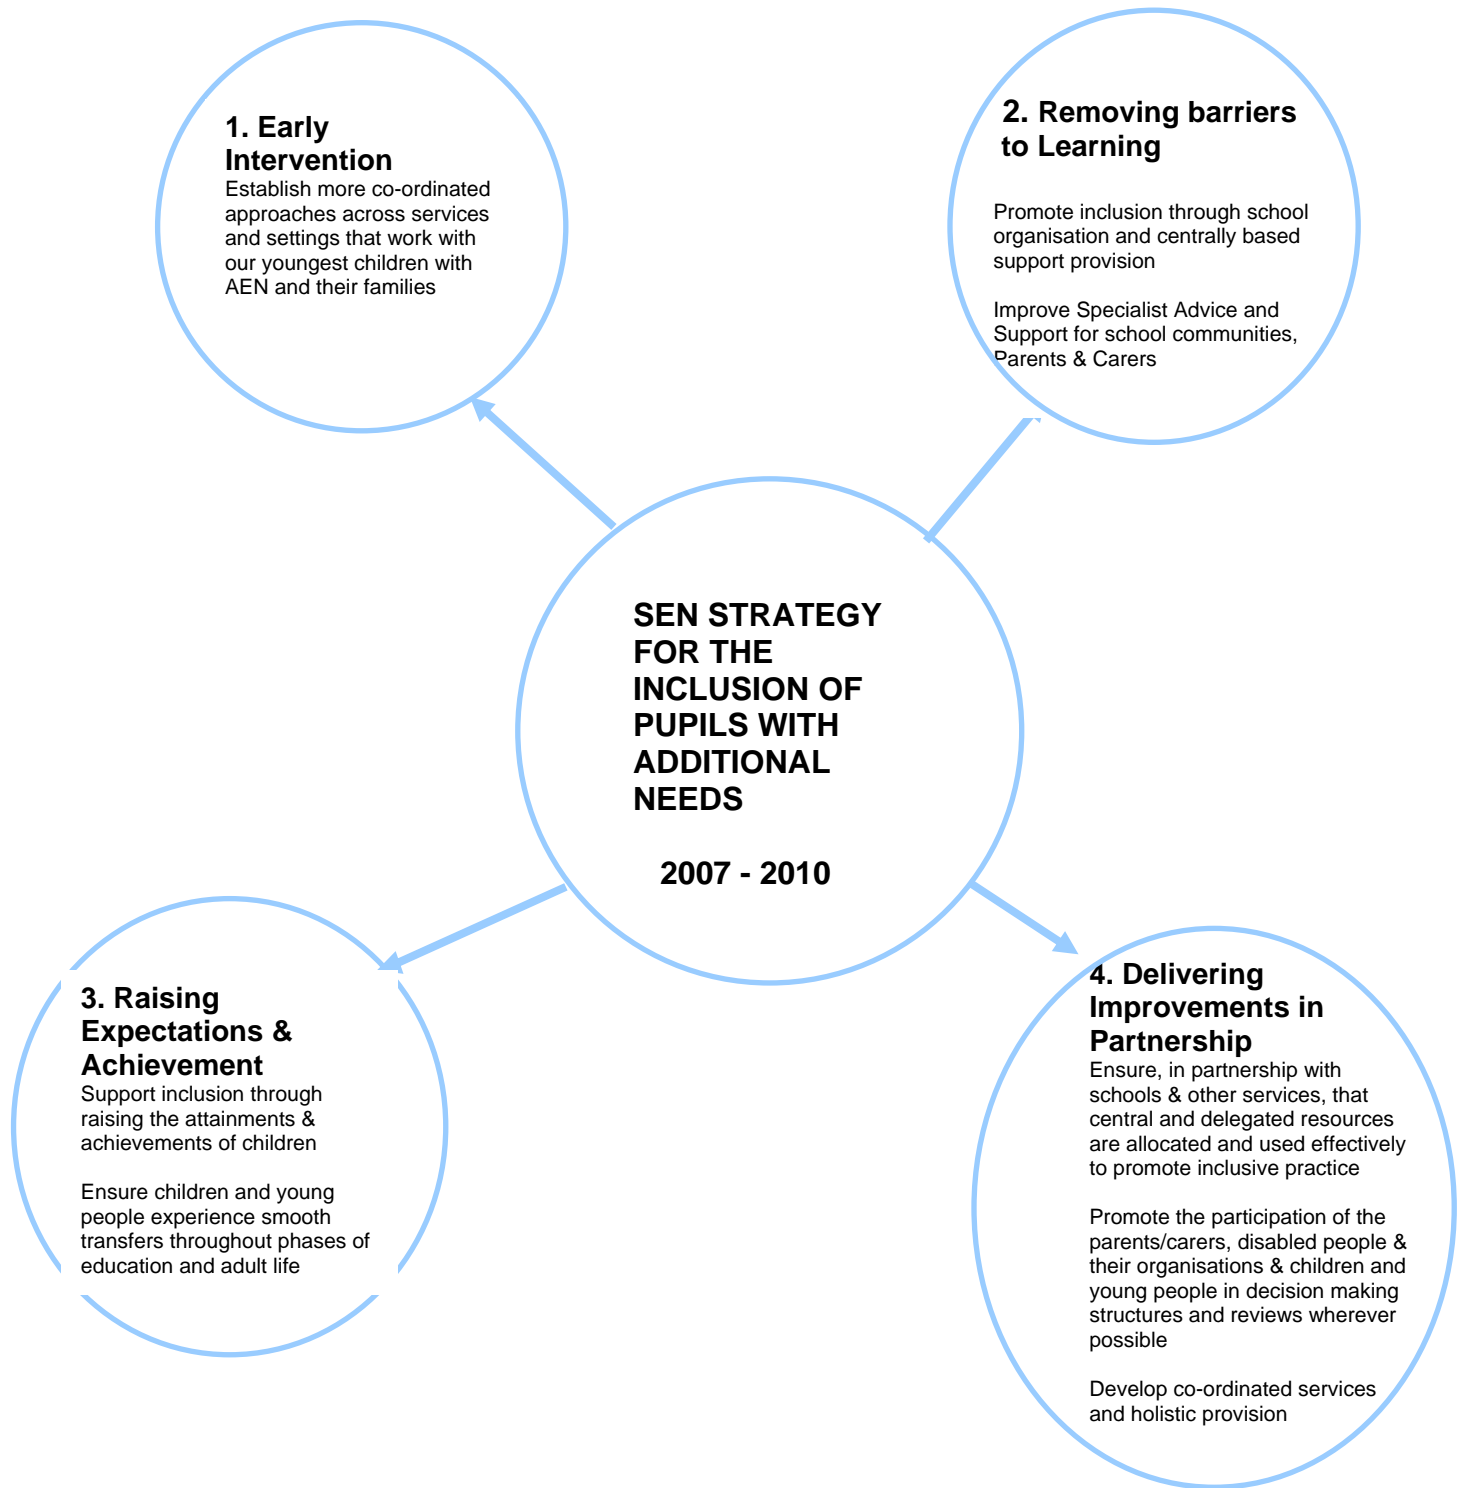 1. Early
Intervention
Establish more co-ordinated
approaches across services
and settings that work with
our youngest children with
AEN and their families
2. Removing barriers
to Learning
Promote inclusion through school
organisation and centrally based
support provision
Improve Specialist Advice and
Support for school communities,
Parents & Carers
SEN STRATEGY
FOR THE
INCLUSION OF
PUPILS WITH
ADDITIONAL
NEEDS
2007 - 2010
3. Raising
Expectations &
Achievement
Support inclusion through
raising the attainments &
achievements of children
Ensure children and young
people experience smooth
transfers throughout phases of
education and adult life
4. Delivering
Improvements in
Partnership
Ensure, in partnership with
schools & other services, that
central and delegated resources
are allocated and used effectively
to promote inclusive practice
Promote the participation of the
parents/carers, disabled people &
their organisations & children and
young people in decision making
structures and reviews wherever
possible
Develop co-ordinated services
and holistic provision